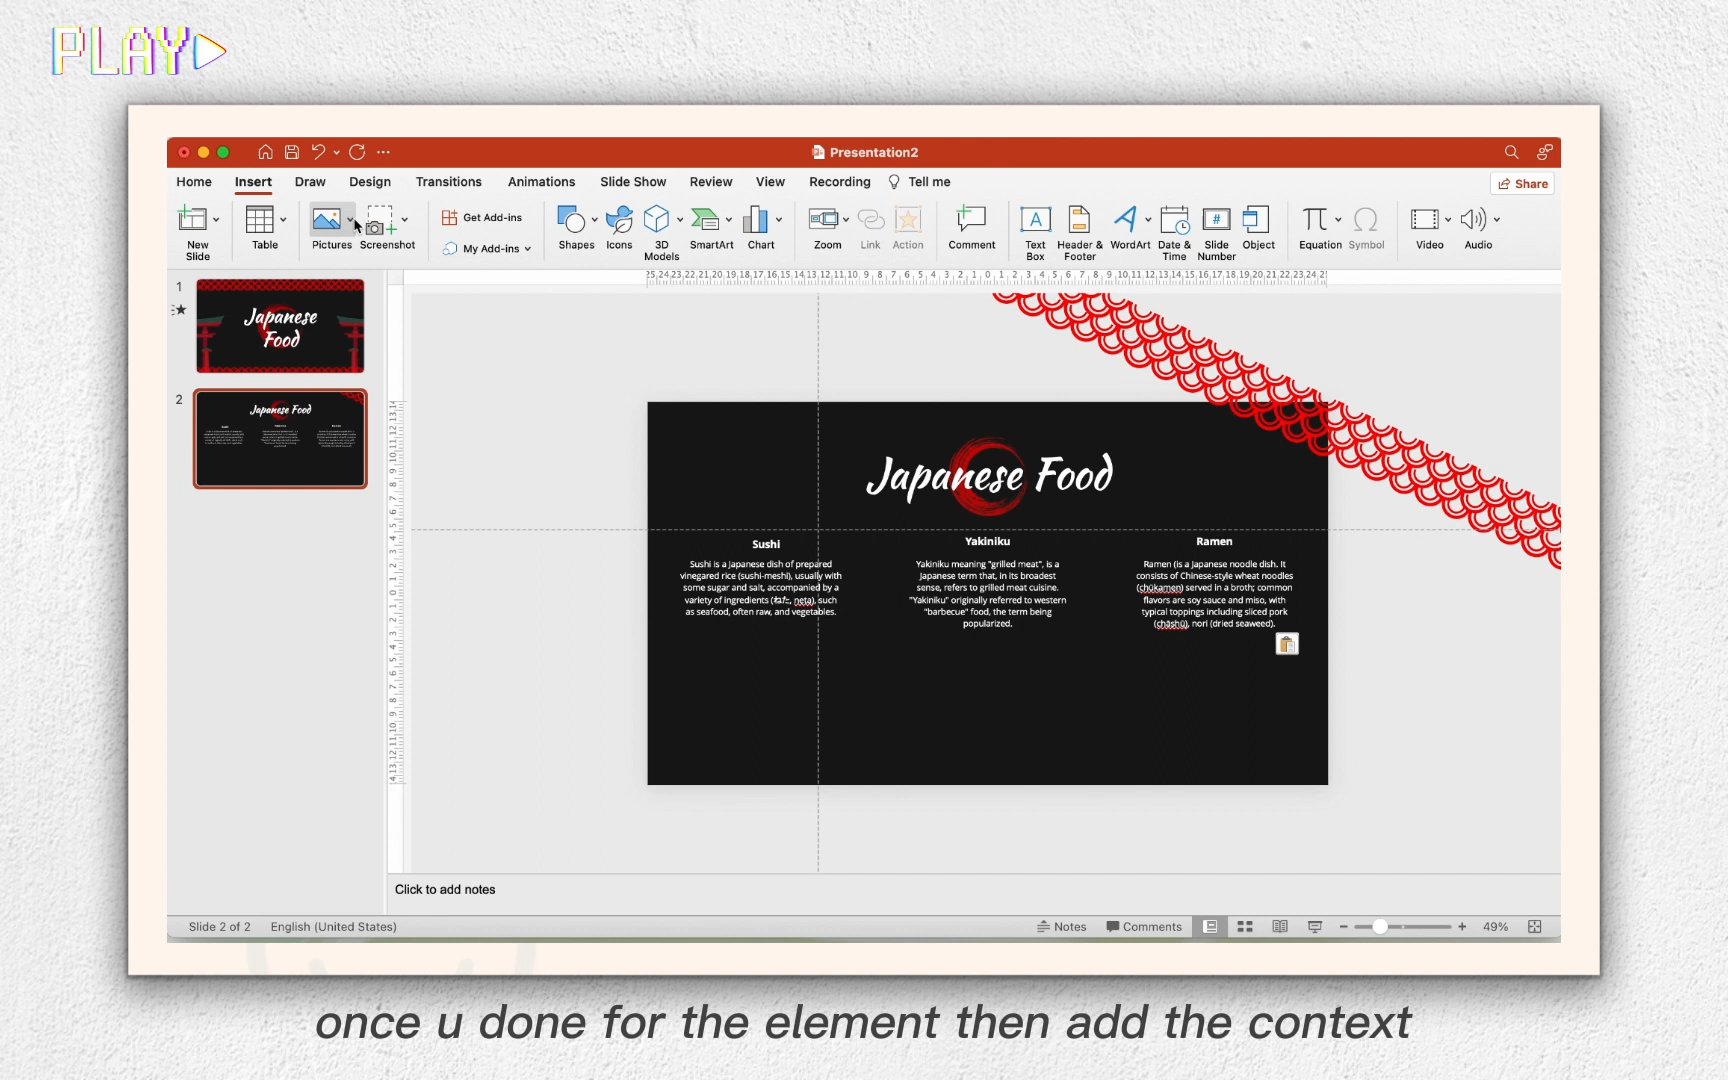 PLAY
Presentation2
Home Insert Draw Design Transitions Animations Slide Show Review View Recording Tell me Share
New Slide
Table
Pictures
Screenshot
Get Add-ins
My Add-ins
Shapes
Icons
3D Models
SmartArt
Chart
Zoom
Link
Action
Comment
Text Box
Header & Footer
WordArt
Date & Time
Slide Number
Object
Equation
Symbol
Video
Audio
1
Japanese
Food
2
Japanese Food
Japanese Food
Sushi
Sushi is a Japanese dish of prepared
vinegared rice (sushi-meshi), usually with
some sugar and salt, accompanied by a
variety of ingredients (ねた, neta), such
as seafood, often raw, and vegetables.
Yakiniku
Yakiniku meaning "grilled meat", is a
Japanese term that, in its broadest
sense, refers to grilled meat cuisine.
"Yakiniku" originally referred to western
"barbecue" food, the term being
popularized.
Ramen
Ramen (is a Japanese noodle dish. It
consists of Chinese-style wheat noodles
(chūkamen) served in a broth; common
flavors are soy sauce and miso, with
typical toppings including sliced pork
(chāshū), nori (dried seaweed).
Click to add notes
Slide 2 of 2 English (United States) Notes Comments 49%
once u done for the element then add the context